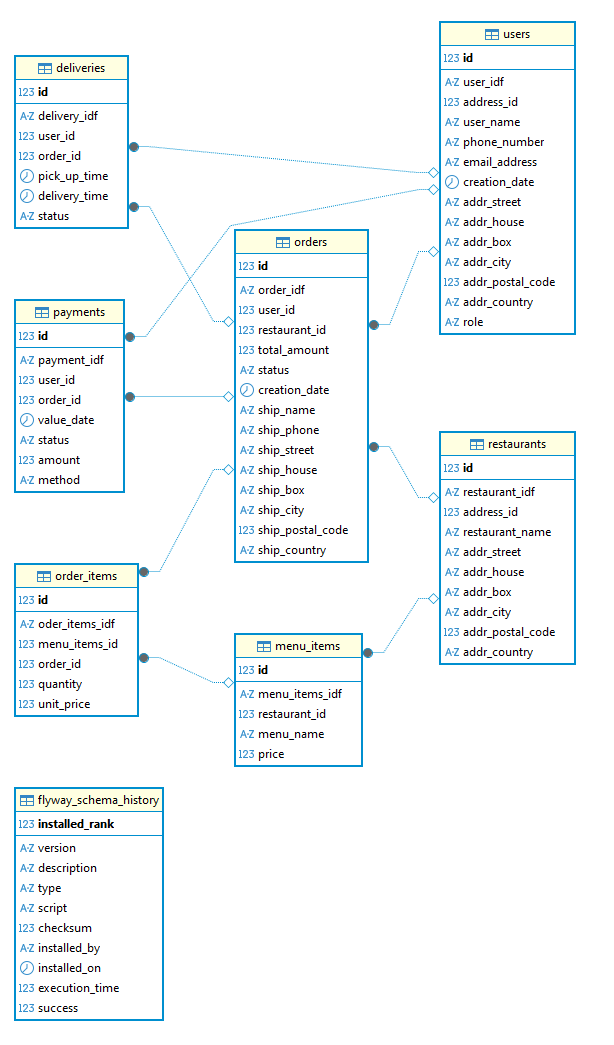 users
123 id
A-Z user_idf
123 address_id
A-Z user_name
A-Z phone_number
A-Z email_address
creation_date
A-Z addr_street
A-Z addr_house
A-Z addr_box
A-Z addr_city
123 addr_postal_code
A-Z addr_country
A-Z role
deliveries
123 id
A-Z delivery_idf
123 user_id
123 order_id
pick_up_time
delivery_time
A-Z status
orders
123 id
A-Z order_idf
123 user_id
123 restaurant_id
123 total_amount
A-Z status
creation_date
A-Z ship_name
A-Z ship_phone
A-Z ship_street
A-Z ship_house
A-Z ship_box
A-Z ship_city
123 ship_postal_code
A-Z ship_country
payments
123 id
A-Z payment_idf
123 user_id
123 order_id
value_date
A-Z status
123 amount
A-Z method
restaurants
123 id
A-Z restaurant_idf
123 address_id
A-Z restaurant_name
A-Z addr_street
A-Z addr_house
A-Z addr_box
A-Z addr_city
123 addr_postal_code
A-Z addr_country
order_items
123 id
A-Z oder_items_idf
123 menu_items_id
123 order_id
123 quantity
123 unit_price
menu_items
123 id
A-Z menu_items_idf
123 restaurant_id
A-Z menu_name
123 price
flyway_schema_history
123 installed_rank
A-Z version
A-Z description
A-Z type
A-Z script
123 checksum
A-Z installed_by
installed_on
123 execution_time
123 success